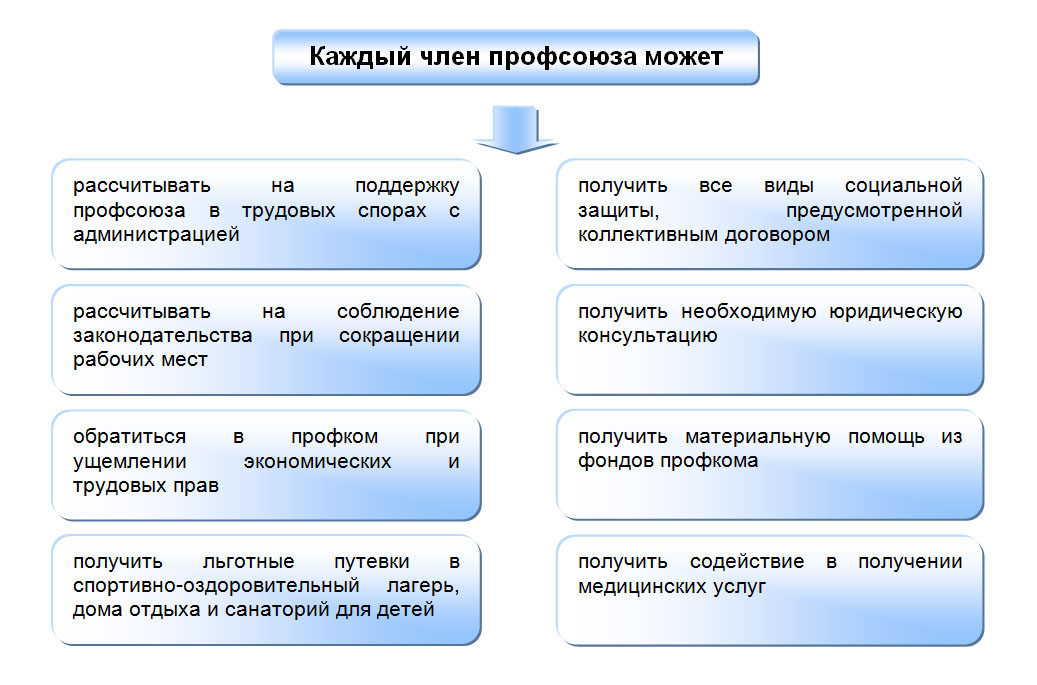 Каждый член профсоюза может
рассчитывать на поддержку
профсоюза в трудовых спорах с
администрацией
получить все виды социальной
защиты, предусмотренной
коллективным договором
рассчитывать на соблюдение
законодательства при сокращении
рабочих мест
получить необходимую юридическую
консультацию
обратиться в профком при
ущемлении экономических и
трудовых прав
получить материальную помощь из
фондов профкома
получить льготные путевки в
спортивно-оздоровительный лагерь,
дома отдыха и санаторий для детей
получить содействие в получении
медицинских услуг